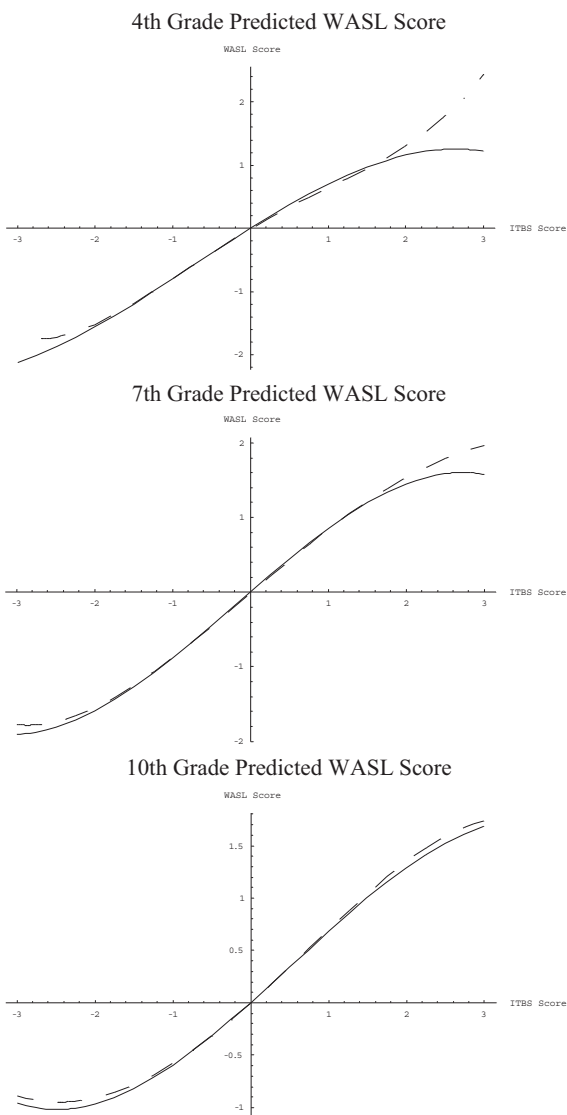 4th Grade Predicted WASL Score
WASL Score
2
1
-3 -2 -1 1 2 3 ITBS Score
-1
-2
7th Grade Predicted WASL Score
WASL Score
2
1
-3 -2 -1 1 2 3 ITBS Score
-1
-2
10th Grade Predicted WASL Score
WASL Score
1.5
1
0.5
-3 -2 -1 1 2 3 ITBS Score
-0.5
-1